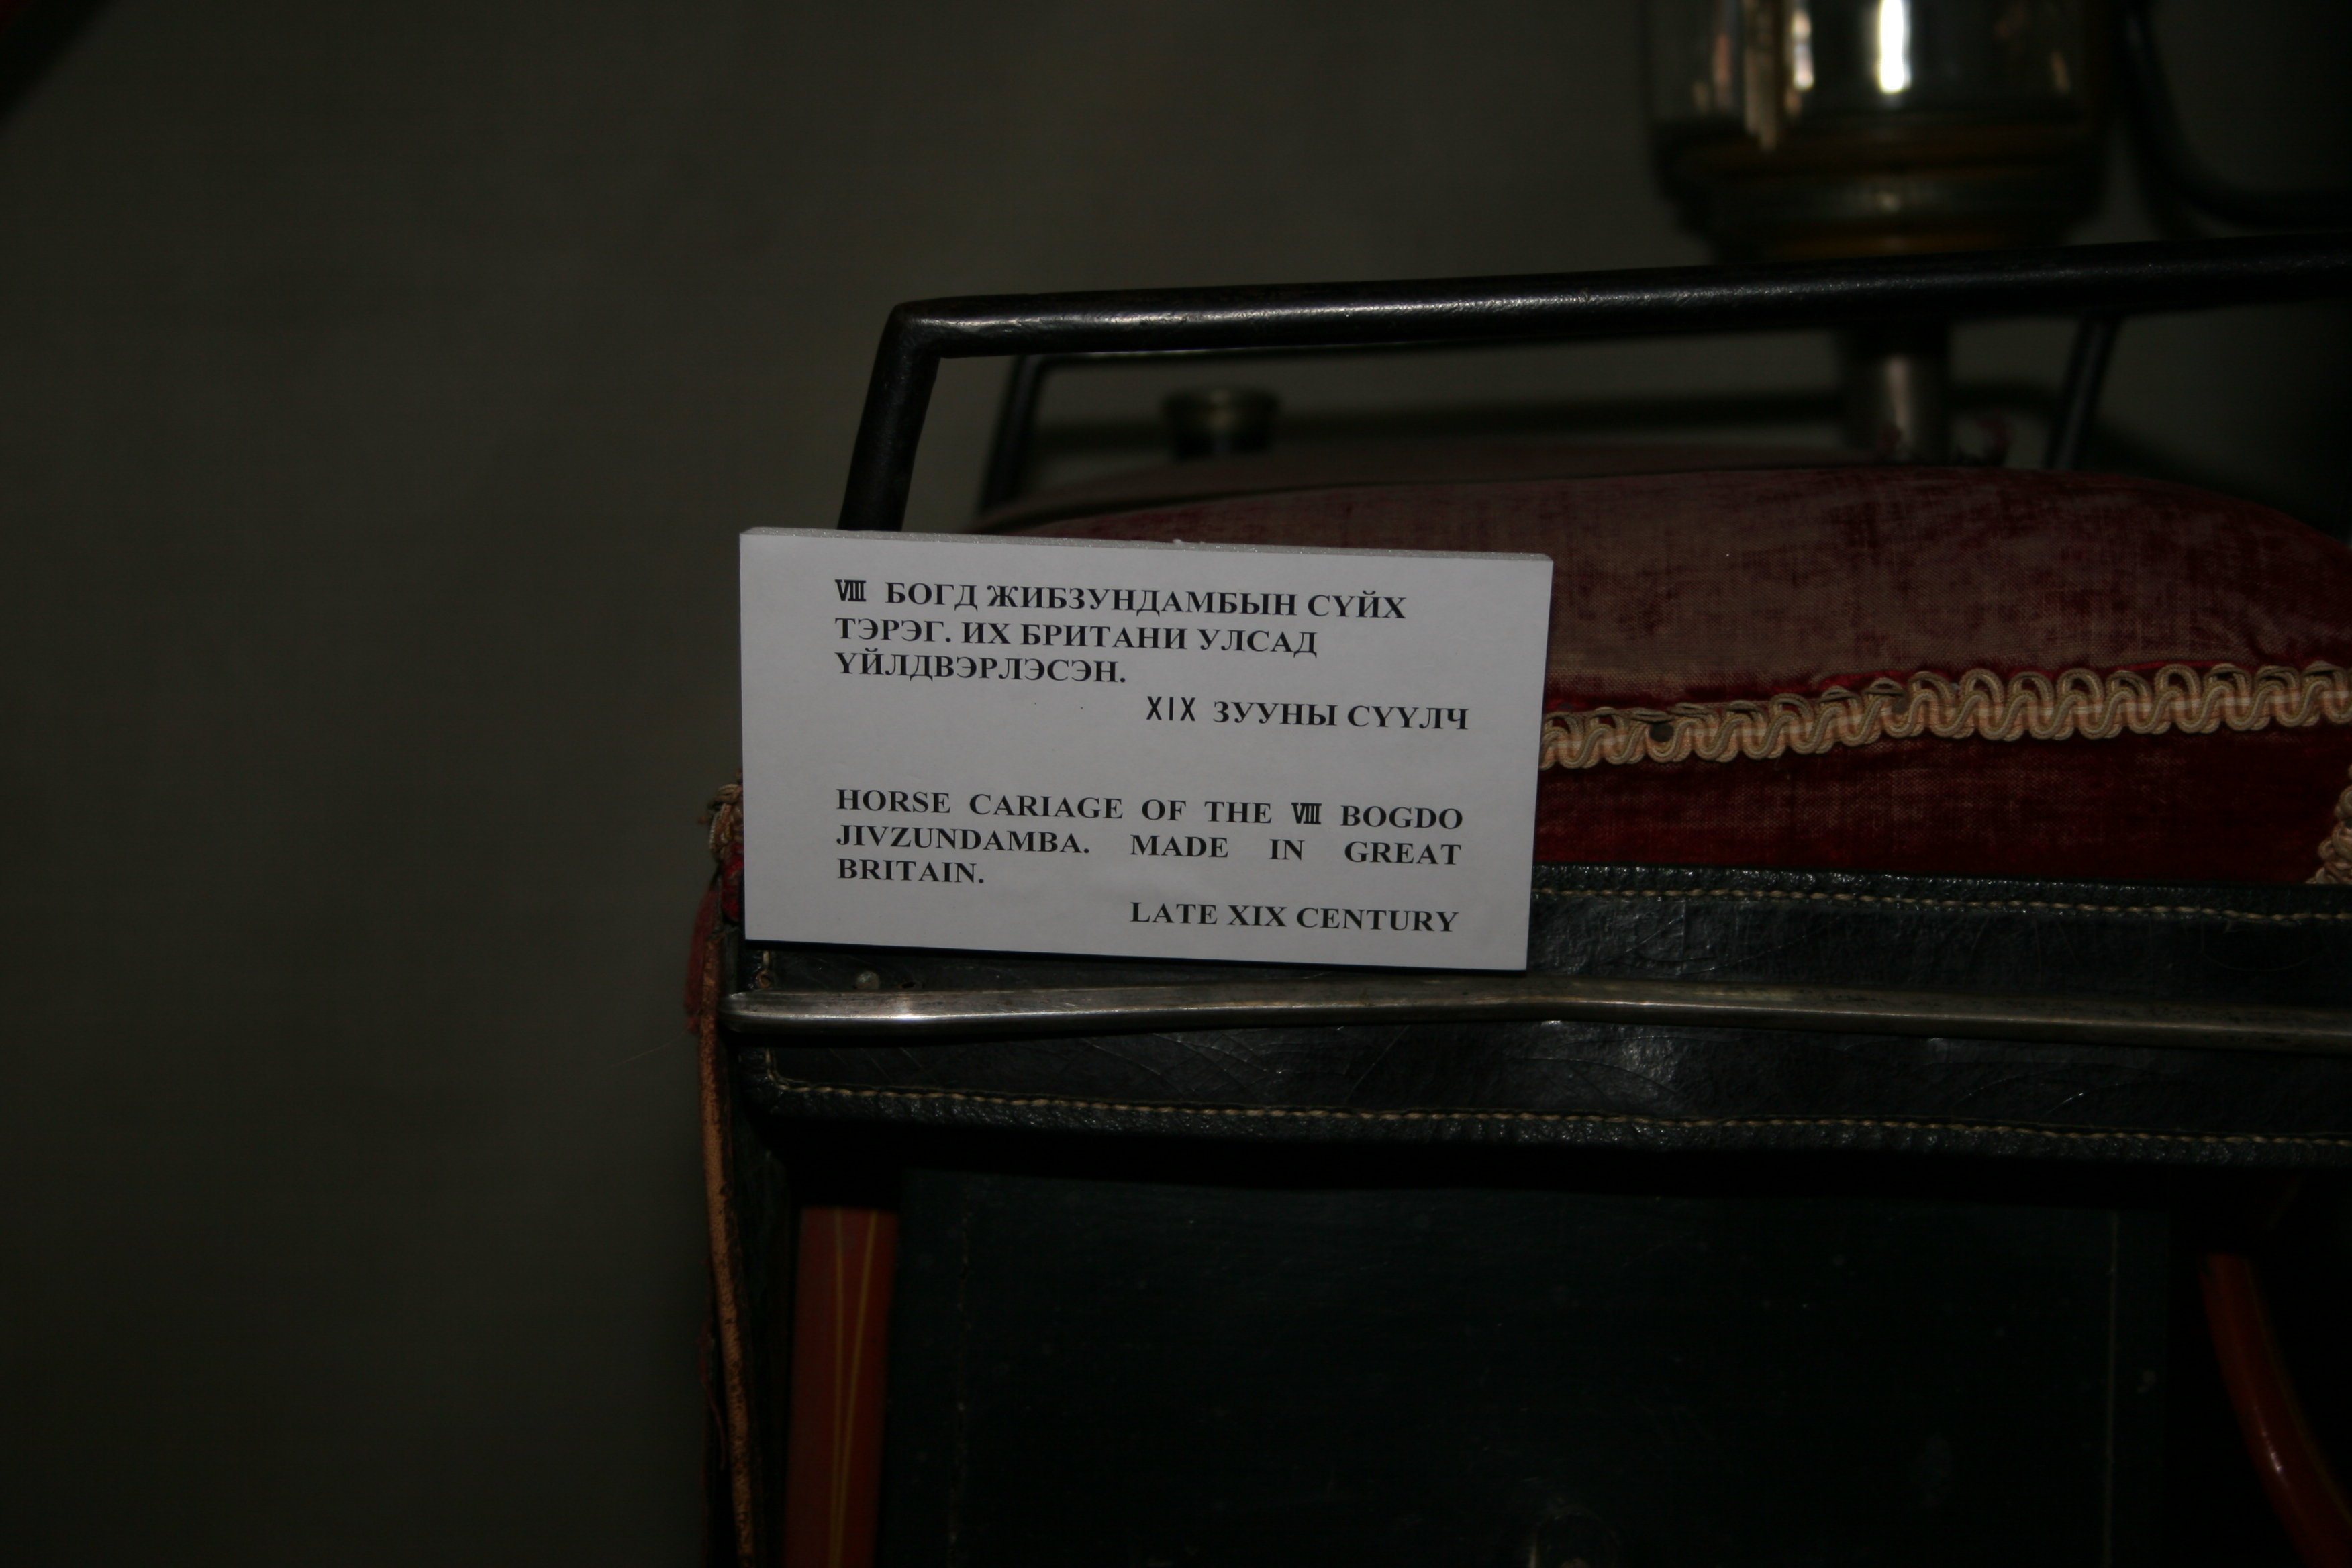 VIII БОГД ЖИБЗУНДАМБЫН СҮЙХ
ТЭРЭГ. ИХ БРИТАНИ УЛСАД
ҮЙЛДВЭРЛЭСЭН.
XIX ЗУУНЫ СҮҮЛЧ
HORSE CARIAGE OF THE VIII BOGDO
JIVZUNDAMBA. MADE IN GREAT
BRITAIN.
LATE XIX CENTURY